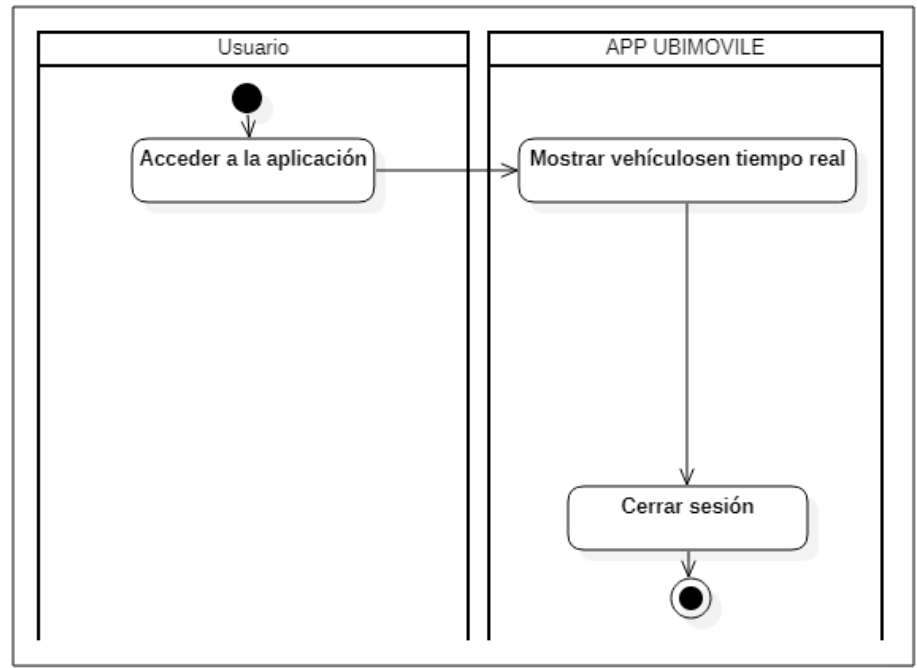 Usuario
APP UBIMOVILE
Acceder a la aplicación
Mostrar vehículosen tiempo real
Cerrar sesión